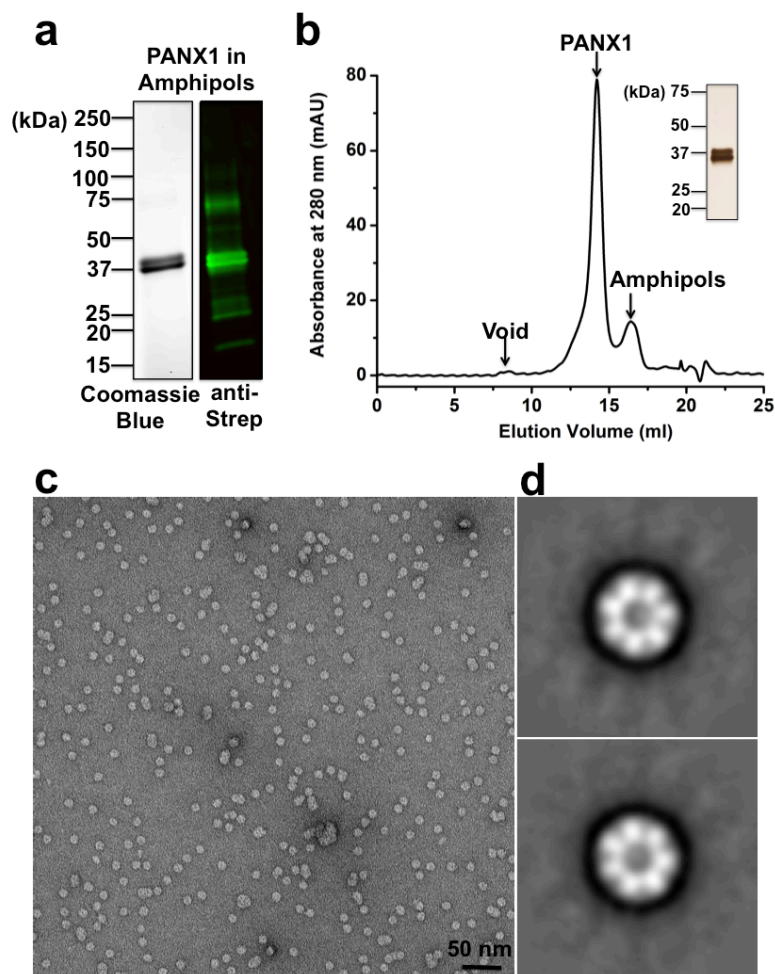 a
PANX1 in
Amphipols
(kDa)
250
150
100
75
50
37
25
20
15
Coomassie
Blue
anti-
Strep
b
PANX1
Absorbance at 280 nm (mAU)
80
60
40
20
0
Void
Amphipols
(kDa)
75
50
37
25
20
0 5 10 15 20 25
Elution Volume (ml)
c
50 nm
d